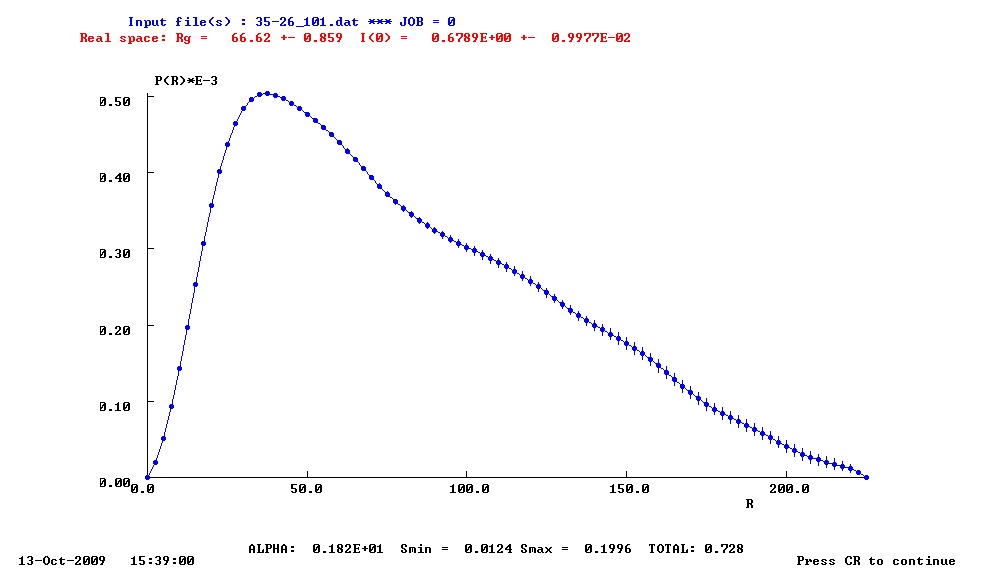 Input file(s) : 35-26_101.dat *** JOB = 0
Real space: Rg =   66.62 +- 0.859  I(0) =   0.6789E+00 +-  0.9977E-02
P(R)*E-3
0.50
0.40
0.30
0.20
0.10
0.00
0.0 50.0 100.0 150.0 200.0
R
ALPHA:  0.182E+01  Smin =  0.0124 Smax =  0.1996  TOTAL: 0.728
13-Oct-2009   15:39:00 Press CR to continue